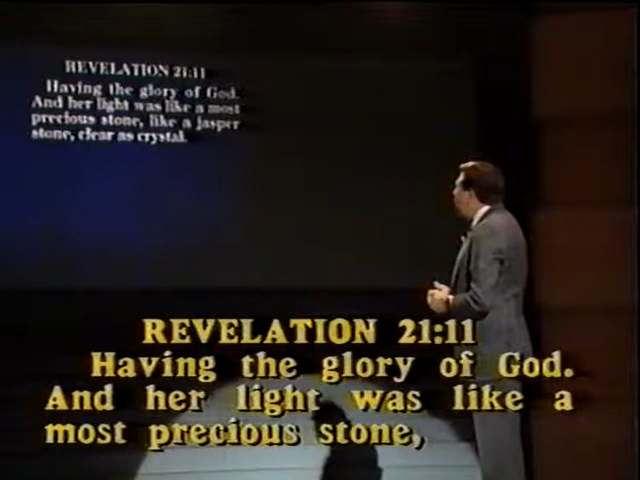 REVELATION 21:11
Having the glory of God.
And her light was like a most
precious stone, like a jasper
stone, clear as crystal.
REVELATION 21:11
Having the glory of God.
And her light was like a
most precious stone,